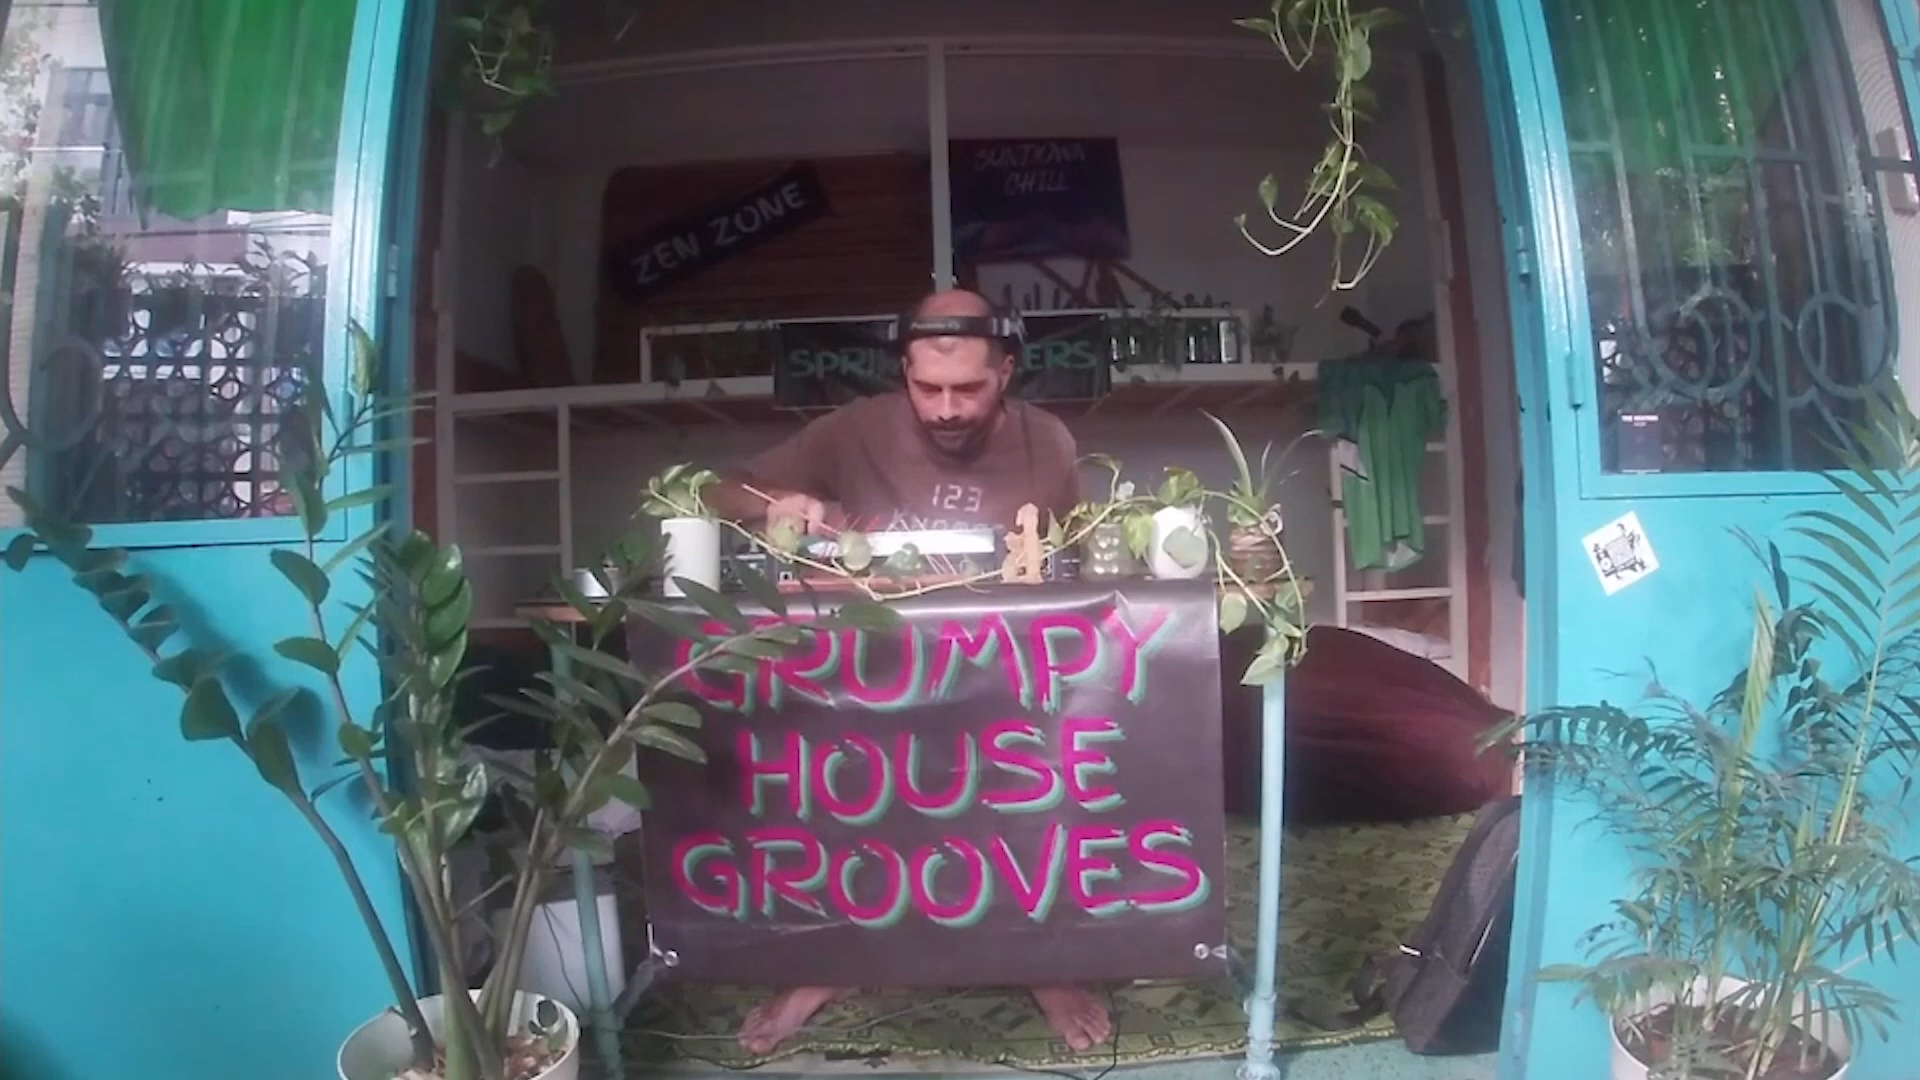 ZEN ZONE
SUNDOWN
CHILL
123
GRUMPY
HOUSE
GROOVES